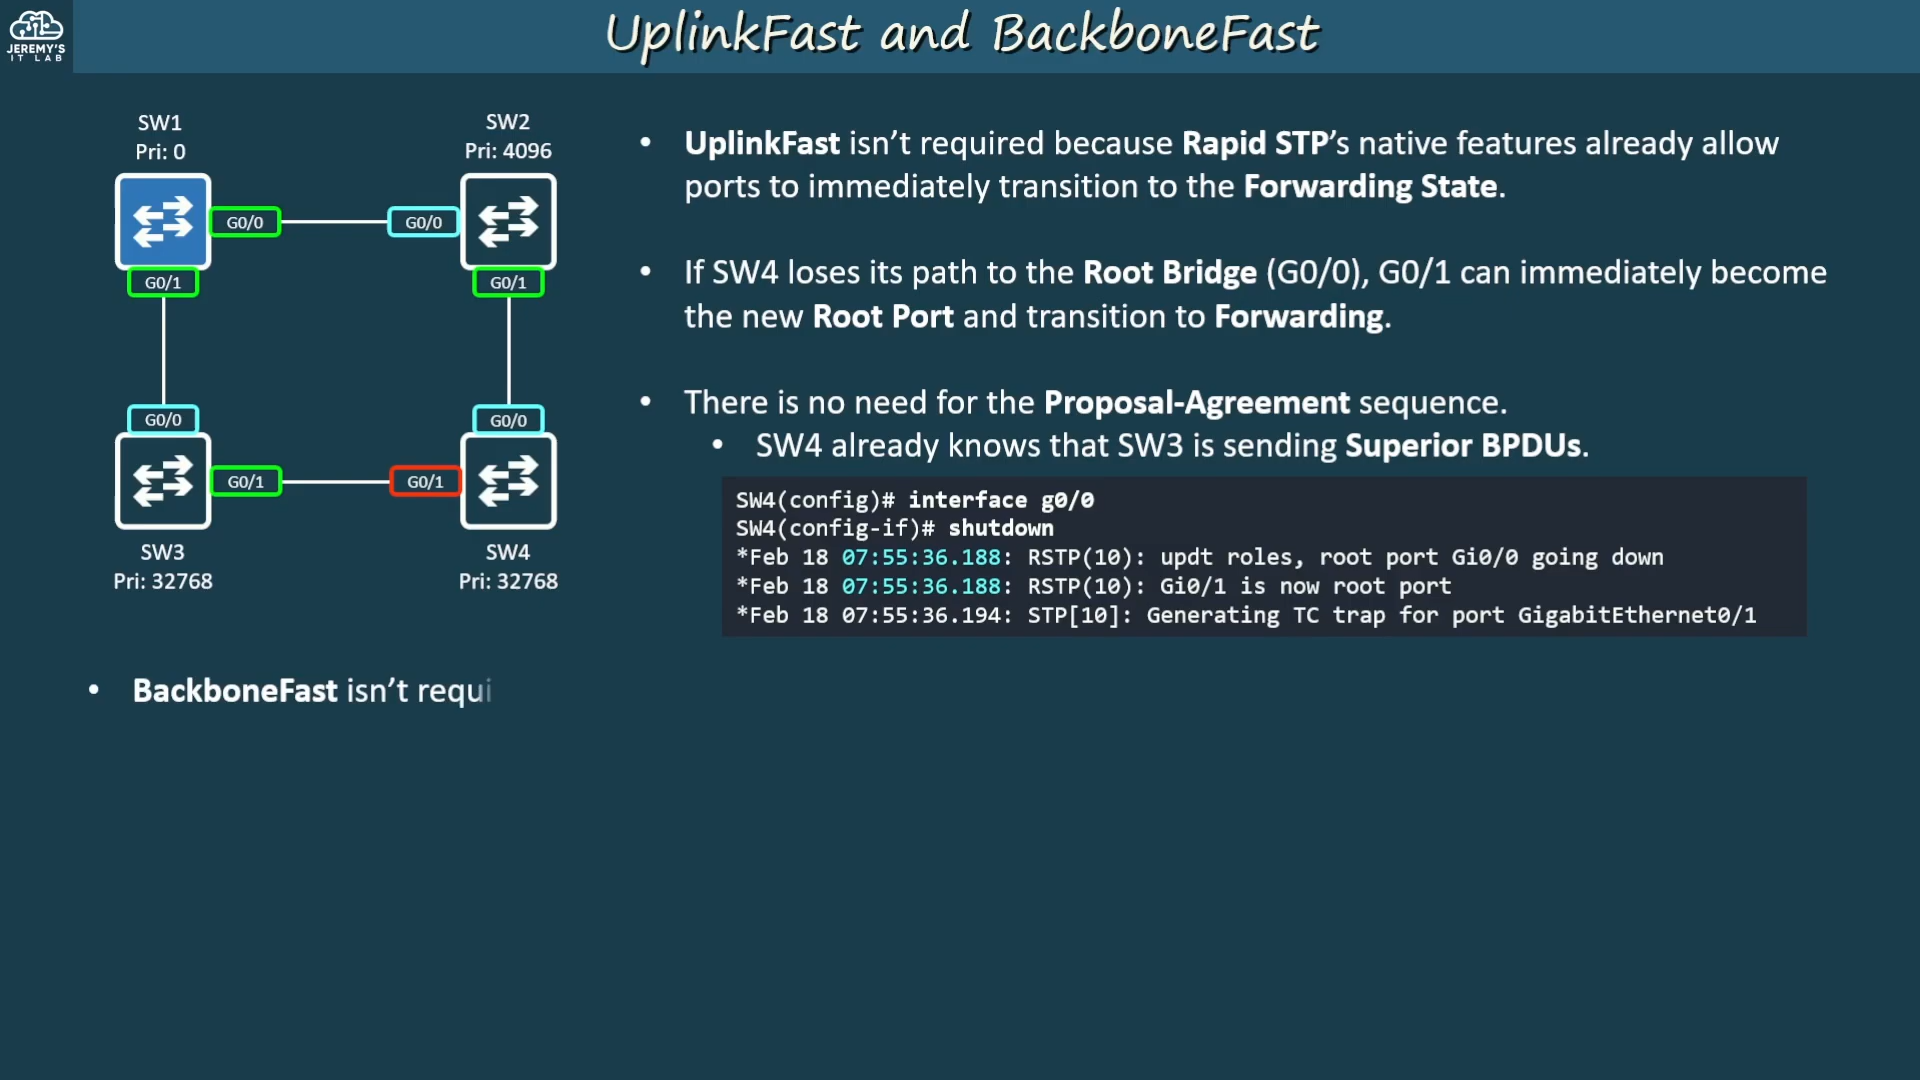 JEREMY'S
IT LAB
UplinkFast and BackboneFast
SW1
Pri: 0
SW2
Pri: 4096
G0/0
G0/0
G0/1
G0/1
G0/0
G0/0
G0/1
G0/1
SW3
Pri: 32768
SW4
Pri: 32768
• UplinkFast isn't required because Rapid STP's native features already allow
ports to immediately transition to the Forwarding State.
• If SW4 loses its path to the Root Bridge (G0/0), G0/1 can immediately become
the new Root Port and transition to Forwarding.
• There is no need for the Proposal-Agreement sequence.
• SW4 already knows that SW3 is sending Superior BPDUs.
SW4(config)# interface g0/0
SW4(config-if)# shutdown
*Feb 18 07:55:36.188: RSTP(10): updt roles, root port Gi0/0 going down
*Feb 18 07:55:36.188: RSTP(10): Gi0/1 is now root port
*Feb 18 07:55:36.194: STP[10]: Generating TC trap for port GigabitEthernet0/1
• BackboneFast isn't requi